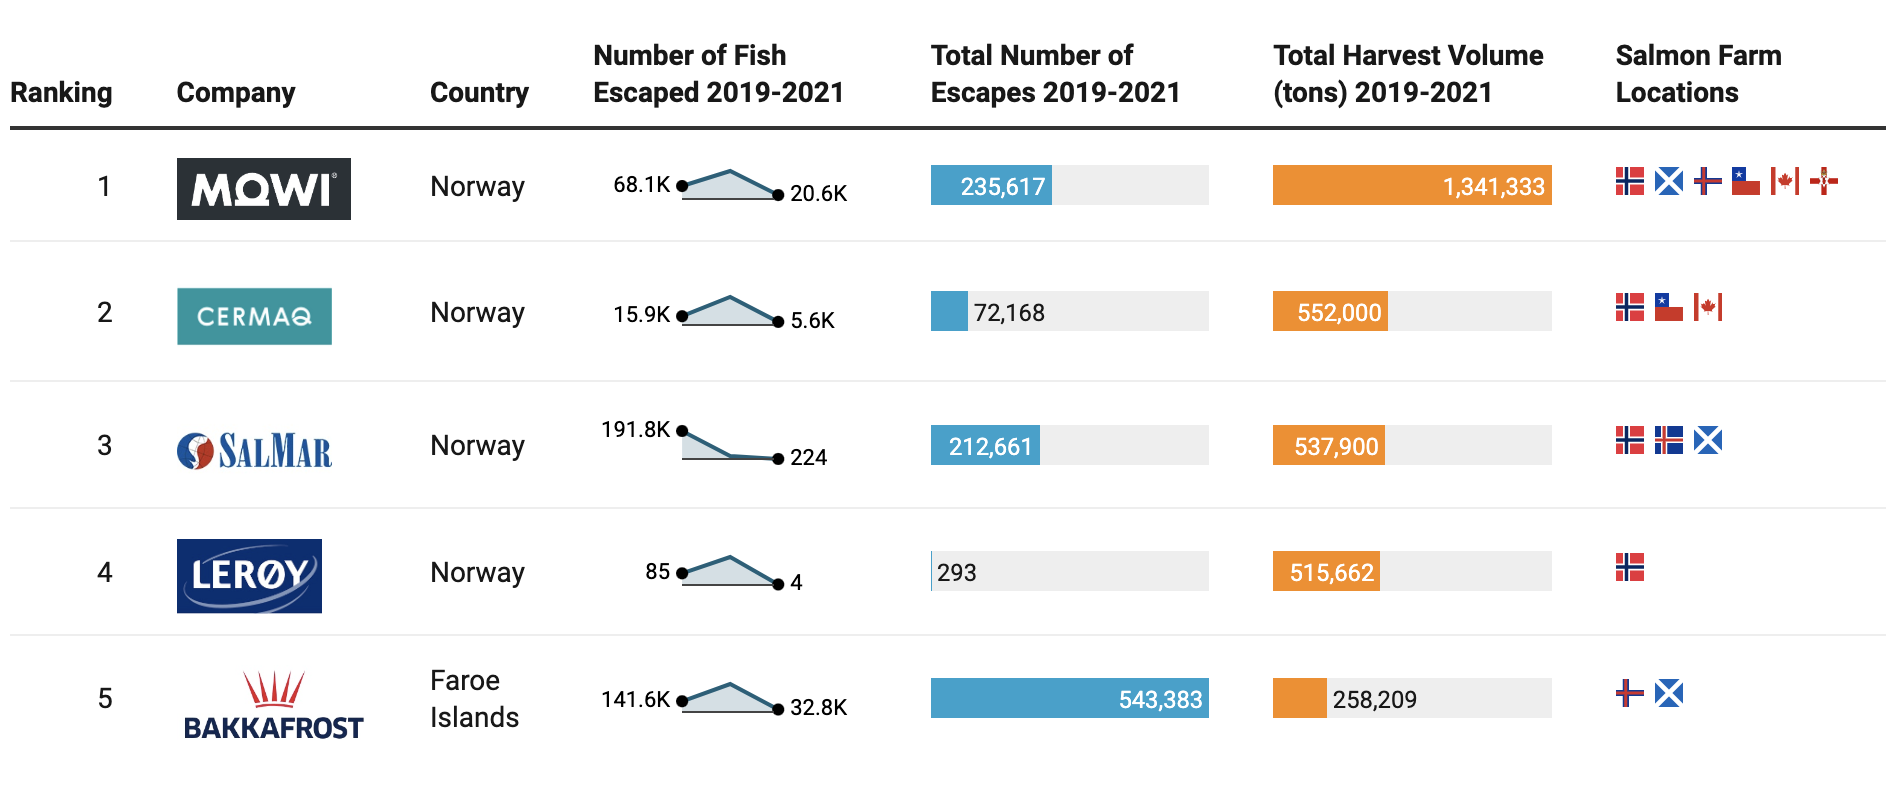 Ranking
Company
Country
Number of Fish
Escaped 2019-2021
Total Number of
Escapes 2019-2021
Total Harvest Volume
(tons) 2019-2021
Salmon Farm
Locations
1
MOWI®
Norway
68.1K
20.6K
235,617
1,341,333
2
CERMAQ
Norway
15.9K
5.6K
72,168
552,000
3
SALMAR
Norway
191.8K
224
212,661
537,900
4
LERØY
Norway
85
4
293
515,662
5
BAKKAFROST
Faroe
Islands
141.6K
32.8K
543,383
258,209